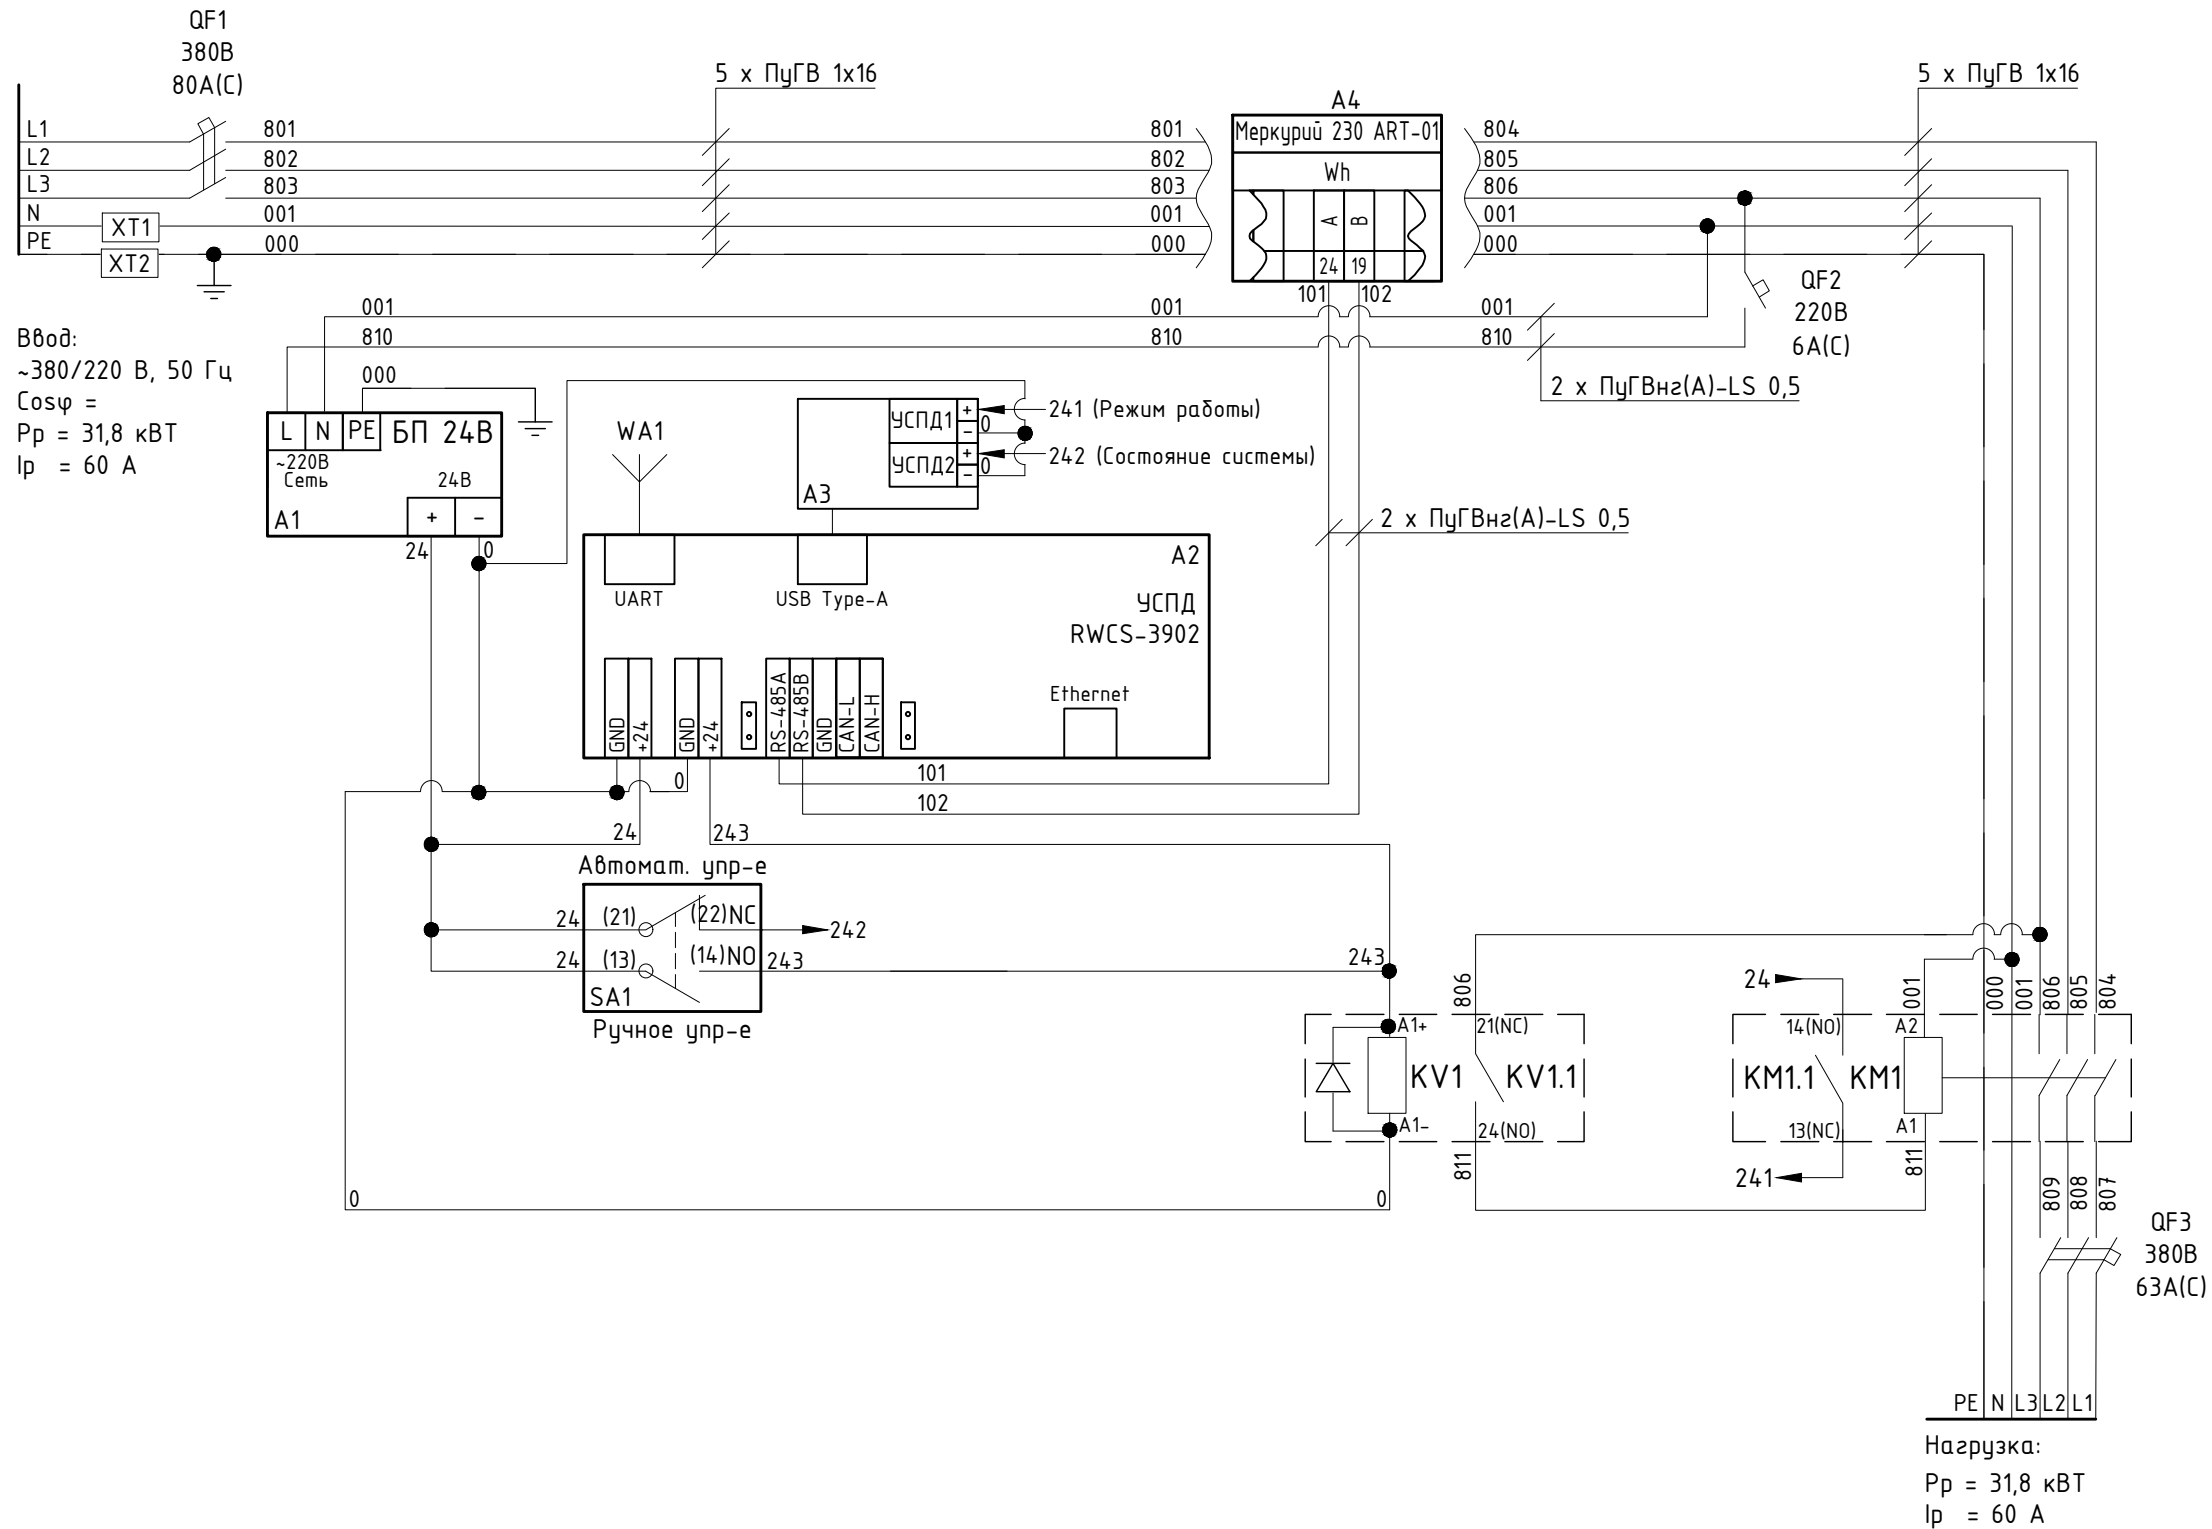 QF1
380В
80А(С)
5 x ПуГВ 1x16
5 x ПуГВ 1x16
A4
Меркурий 230 ART-01
Wh
A
B
24
19
L1
801
801
804
L2
802
802
805
L3
803
803
806
N
XT1
001
001
001
PE
XT2
000
000
000
101
102
QF2
220В
6А(С)
001
001
001
810
810
810
2 x ПуГВнг(А)-LS 0,5
Ввод:
~380/220 В, 50 Гц
Cosφ =
Pp = 31,8 кВТ
Ip = 60 А
000
L
N
PE
БП 24В
~220В
Сеть
24В
A1
+
-
24
0
WA1
УСПД1
+
-
0
241 (Режим работы)
УСПД2
+
-
0
242 (Состояние системы)
A3
2 x ПуГВнг(А)-LS 0,5
A2
УСПД
RWCS-3902
UART
USB Type-A
Ethernet
GND
+24
GND
+24
RS-485A
RS-485B
GND
CAN-L
CAN-H
0
101
102
24
243
Автомат. упр-е
24
(21)
(22)NC
242
24
(13)
(14)NO
243
243
SA1
Ручное упр-е
806
24
001
000
001
806
805
804
A1+
21(NC)
14(NO)
A2
KV1
KV1.1
KM1.1
KM1
A1-
24(NO)
13(NC)
A1
811
241
811
809
808
807
0
0
QF3
380В
63А(С)
PE
N
L3
L2
L1
Нагрузка:
Pp = 31,8 кВТ
Ip = 60 А